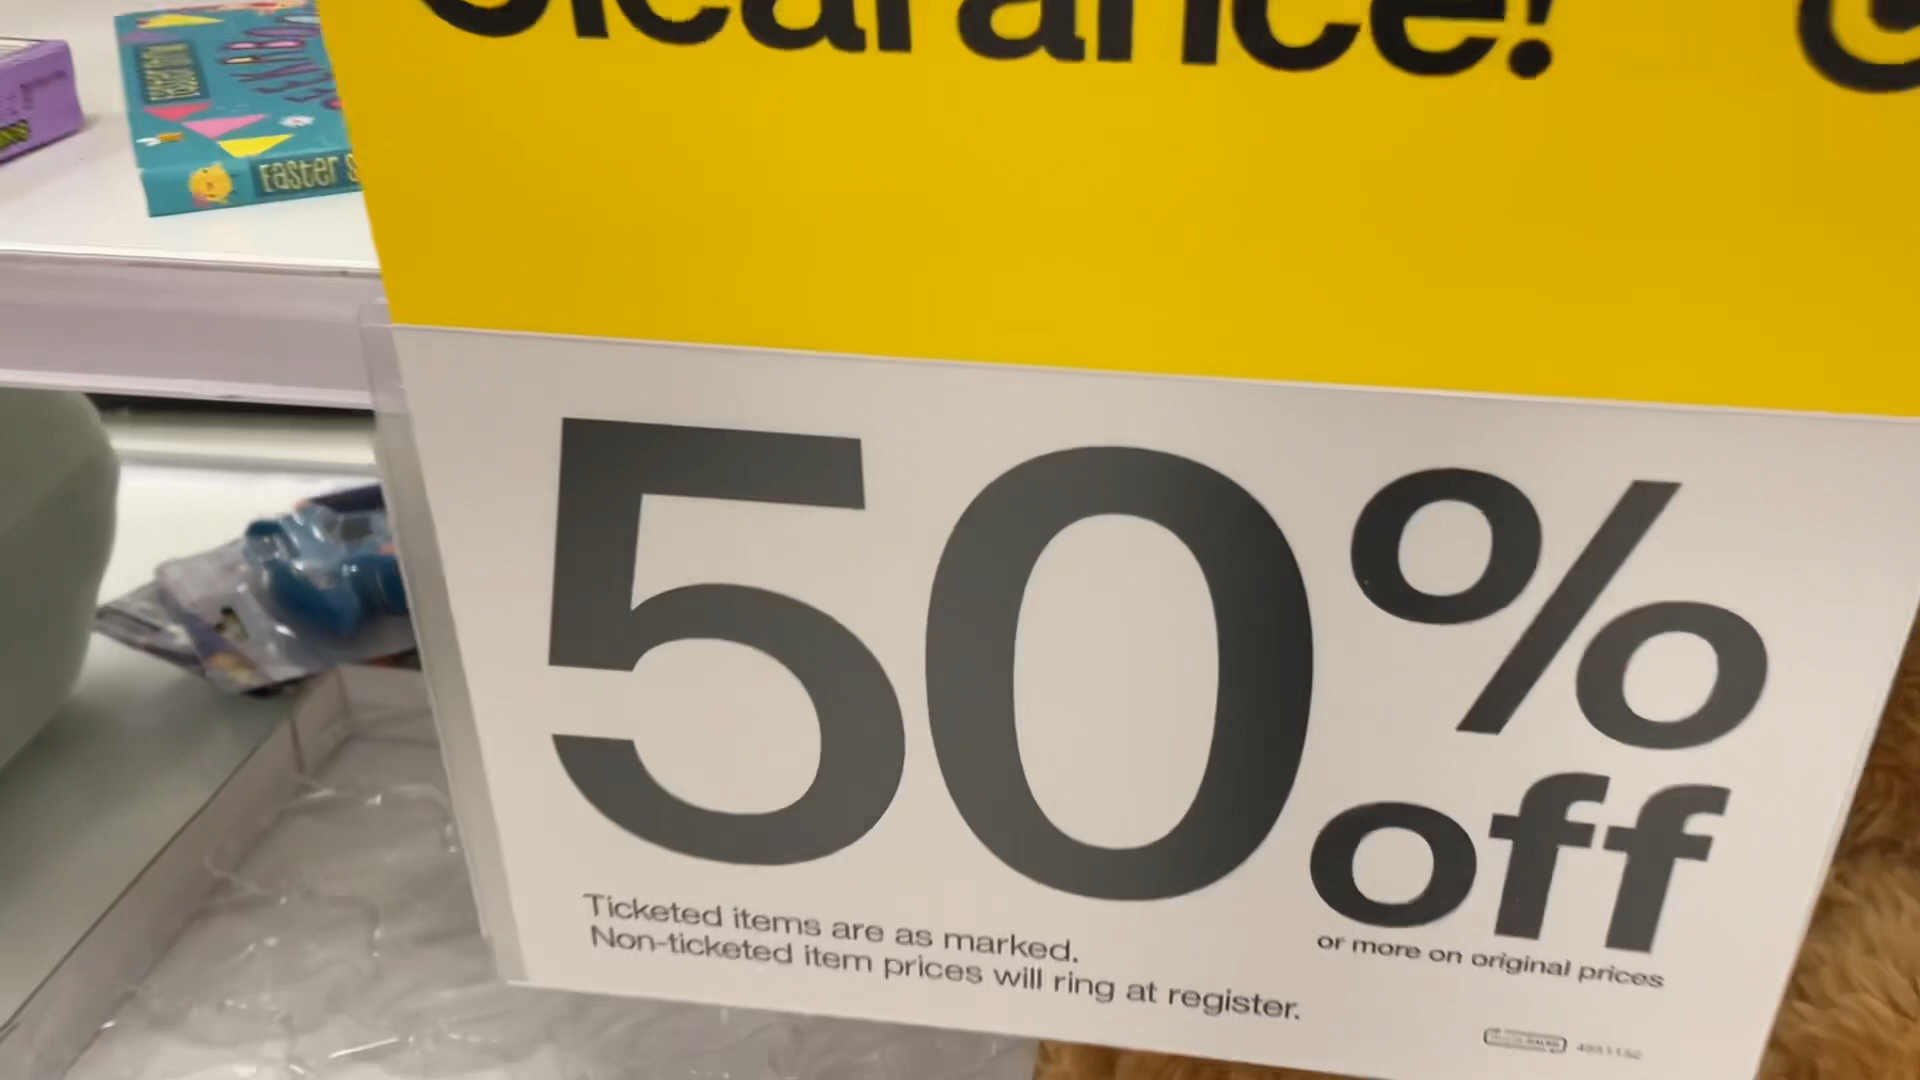 Clearance!
Easter
50%
off
or more on original prices
Ticketed items are as marked.
Non-ticketed item prices will ring at register.